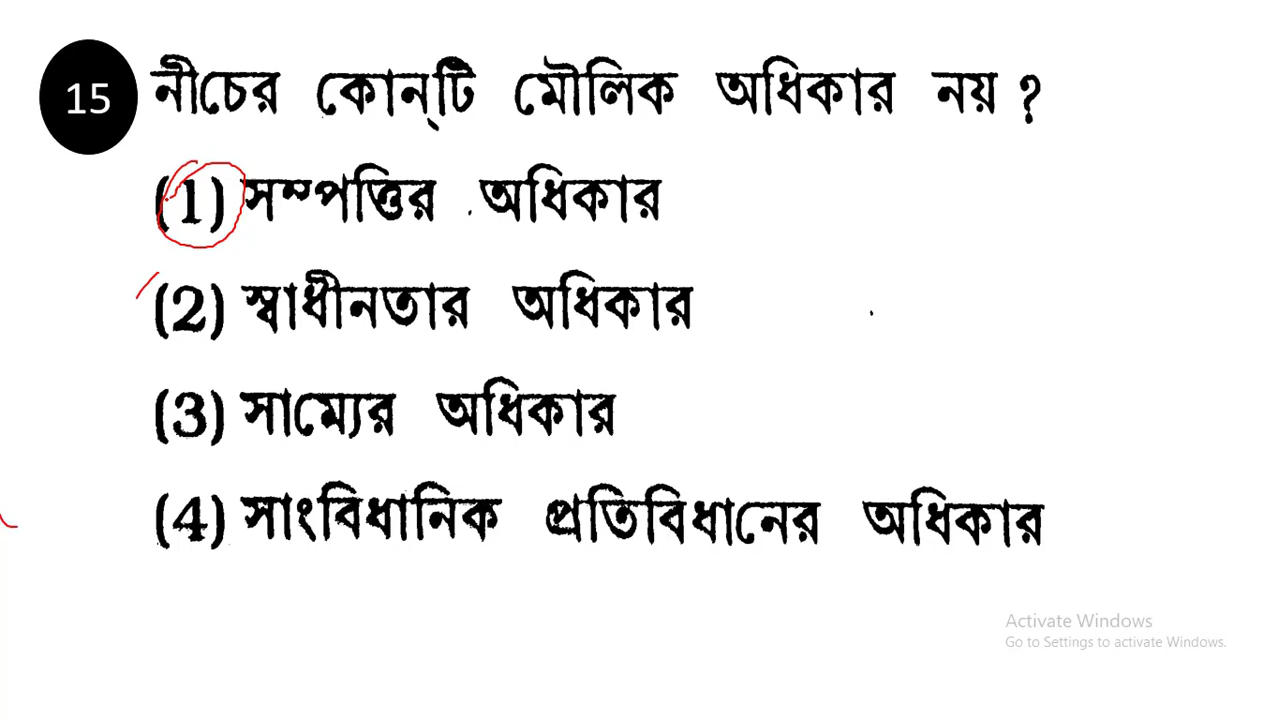 15 নীচের কোন্‌টি মৌলিক অধিকার নয় ?
(1) সম্পত্তির অধিকার
(2) স্বাধীনতার অধিকার
(3) সাম্যের অধিকার
(4) সাংবিধানিক প্রতিবিধানের অধিকার
Activate Windows
Go to Settings to activate Windows.